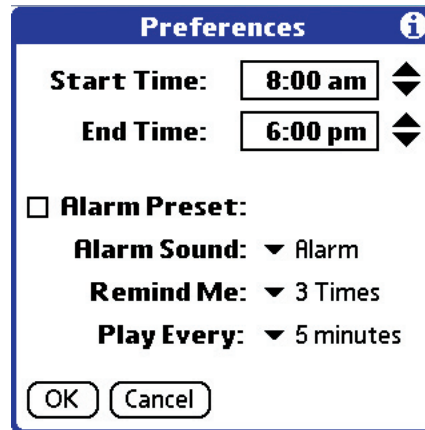 Preferences i
Start Time: 8:00 am
End Time: 6:00 pm
Alarm Preset:
Alarm Sound: Alarm
Remind Me: 3 Times
Play Every: 5 minutes
OK Cancel